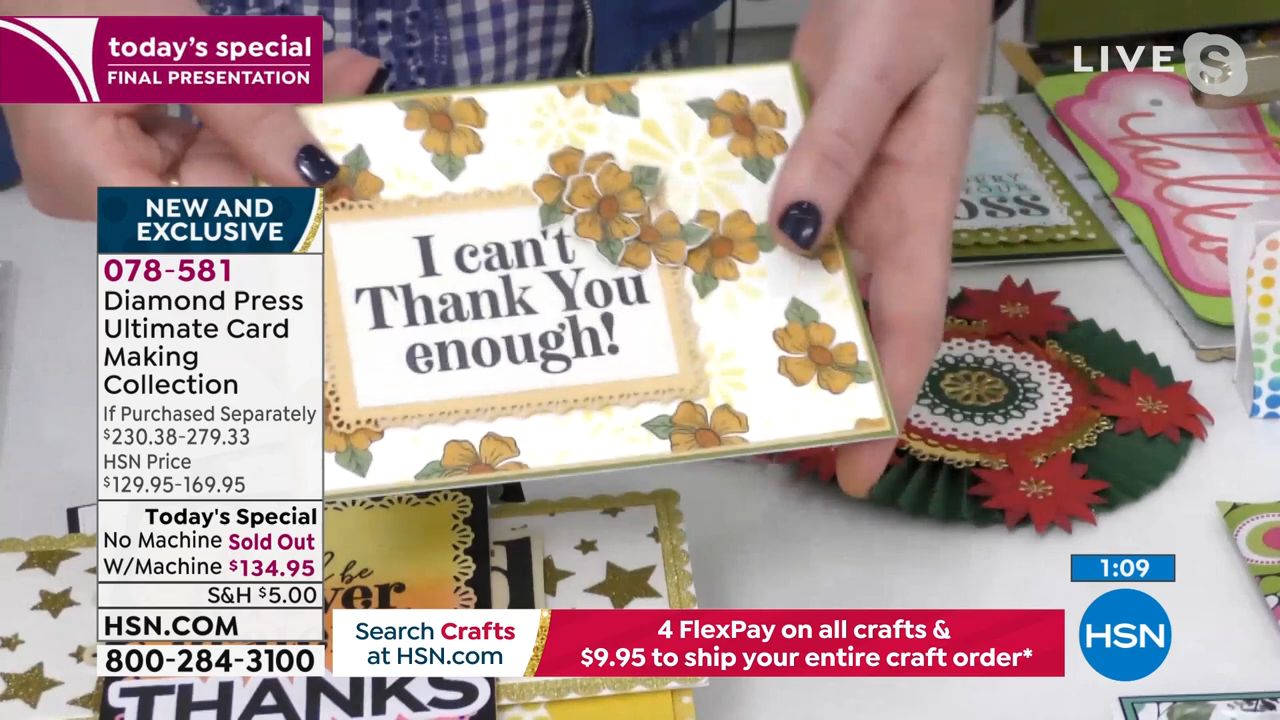 today's special
FINAL PRESENTATION
LIVE
S
NEW AND
EXCLUSIVE
078-581
Diamond Press
Ultimate Card
Making
Collection
If Purchased Separately
$230.38-279.33
HSN Price
$129.95-169.95
Today's Special
No Machine Sold Out
W/Machine $134.95
S&H $5.00
HSN.COM
800-284-3100
I can't
Thank You
enough!
hello
be
THANKS
1:09
HSN
Search Crafts
at HSN.com
4 FlexPay on all crafts &
$9.95 to ship your entire craft order*